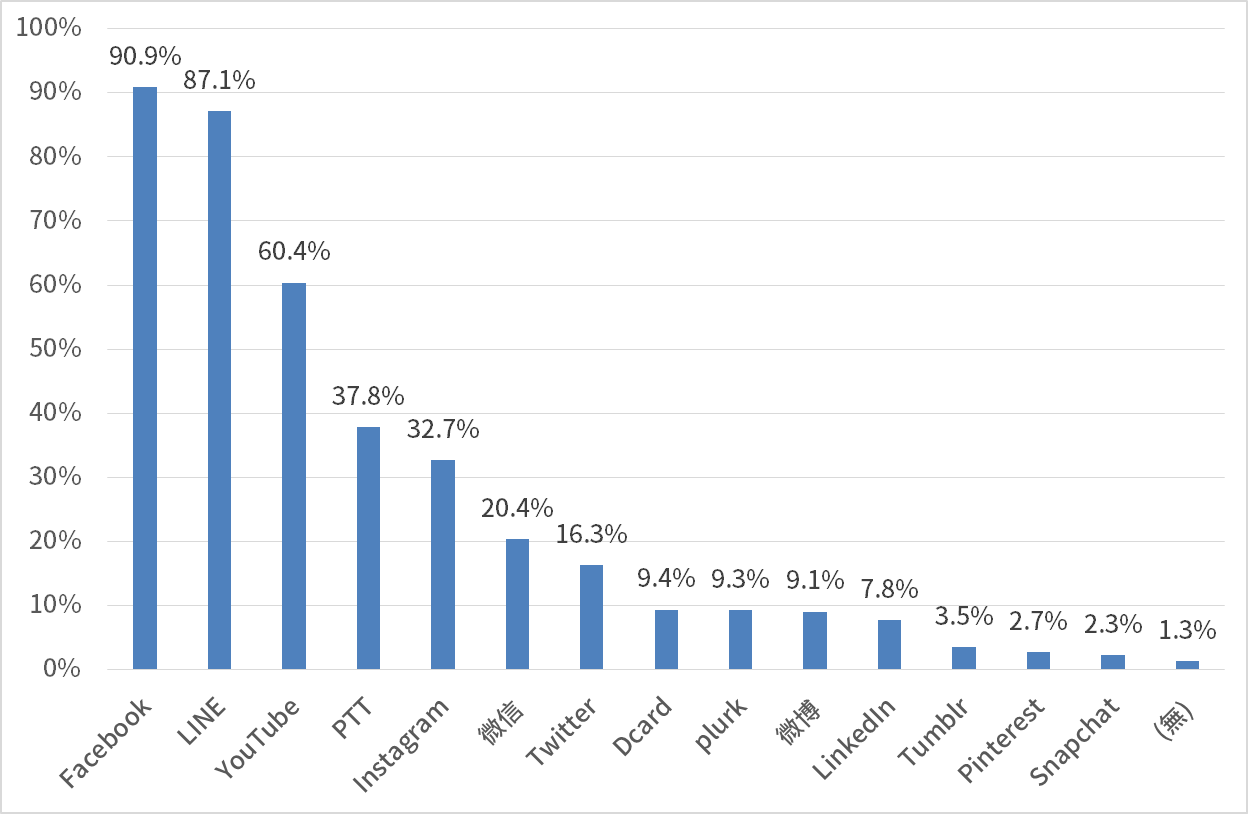 100%
90%
80%
70%
60%
50%
40%
30%
20%
10%
0%
90.9%
87.1%
60.4%
37.8%
32.7%
20.4%
16.3%
9.4%
9.3%
9.1%
7.8%
3.5%
2.7%
2.3%
1.3%
Facebook
LINE
YouTube
PTT
Instagram
微信
Twitter
Dcard
plurk
微博
LinkedIn
Tumblr
Pinterest
Snapchat
(無)